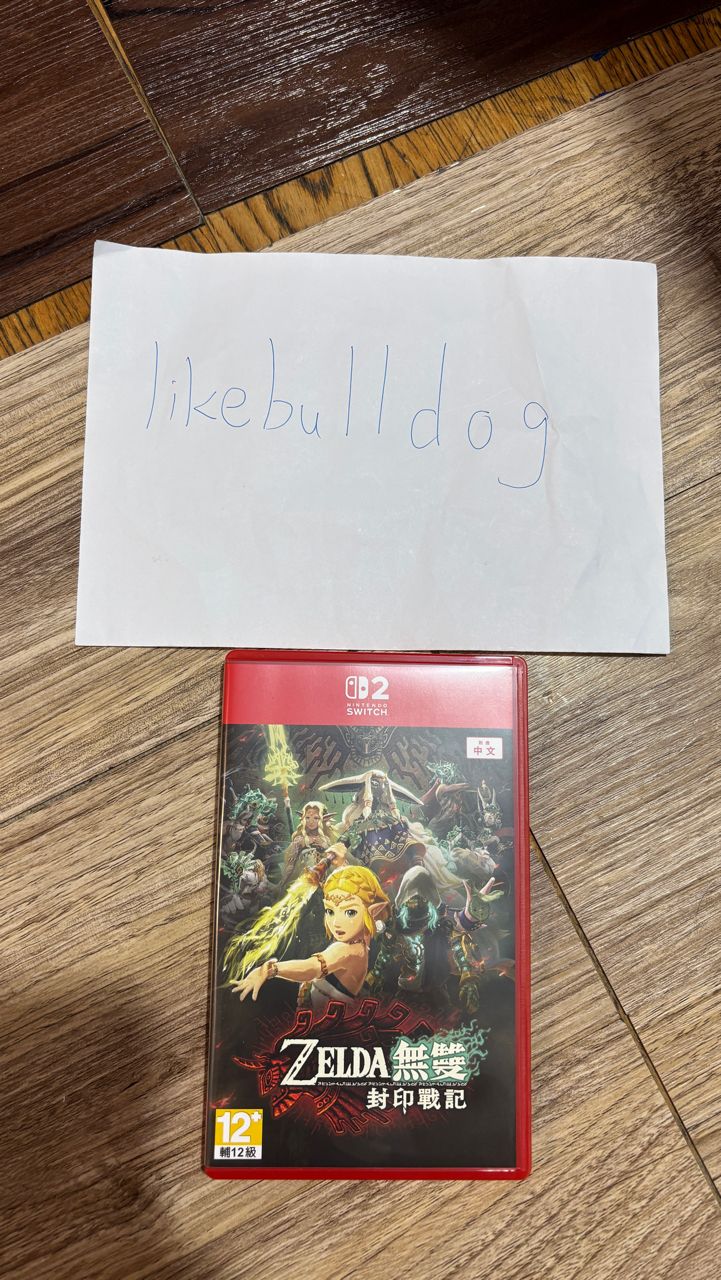 likebulldog
2
NINTENDO
SWITCH
中文
ZELDA無雙
封印戰記
12+
輔12級